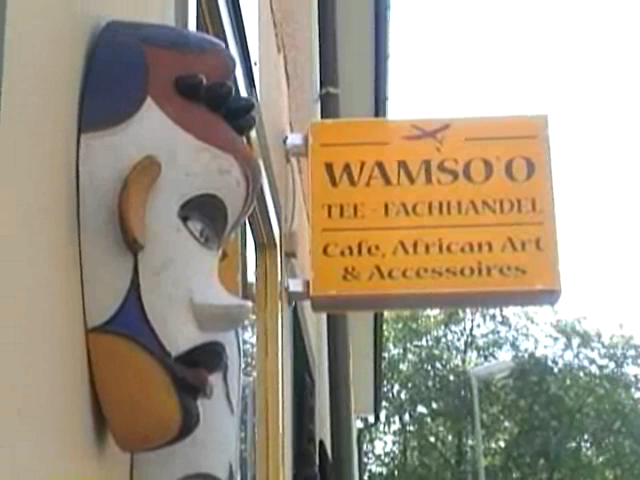 WAMSO'O
TEE - FACHHANDEL
Cafe, African Art
& Accessoires